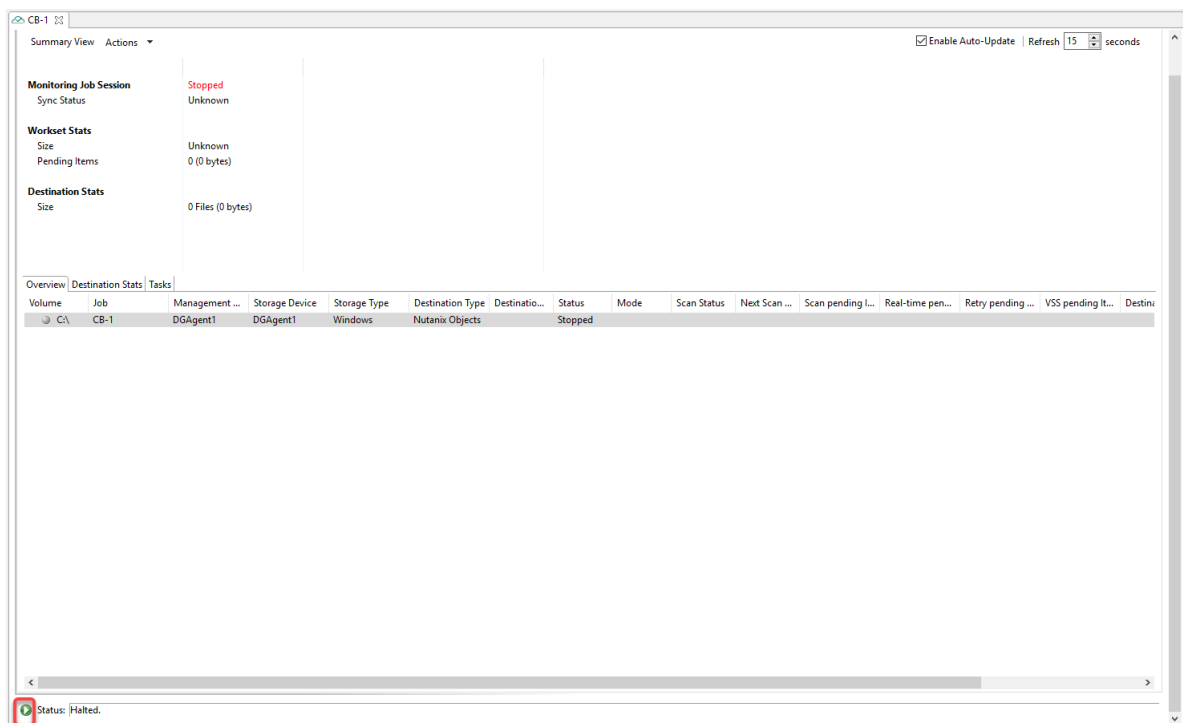 CB-1
Summary View Actions Enable Auto-Update Refresh 15 seconds
Monitoring Job Session Stopped
Sync Status Unknown
Workset Stats
Size Unknown
Pending Items 0 (0 bytes)
Destination Stats
Size 0 Files (0 bytes)
Overview Destination Stats Tasks
Volume Job Management ... Storage Device Storage Type Destination Type Destinatio... Status Mode Scan Status Next Scan ... Scan pending I... Real-time pen... Retry pending ... VSS pending It... Destina
C:\ CB-1 DGAgent1 DGAgent1 Windows Nutanix Objects Stopped
Status: Halted.